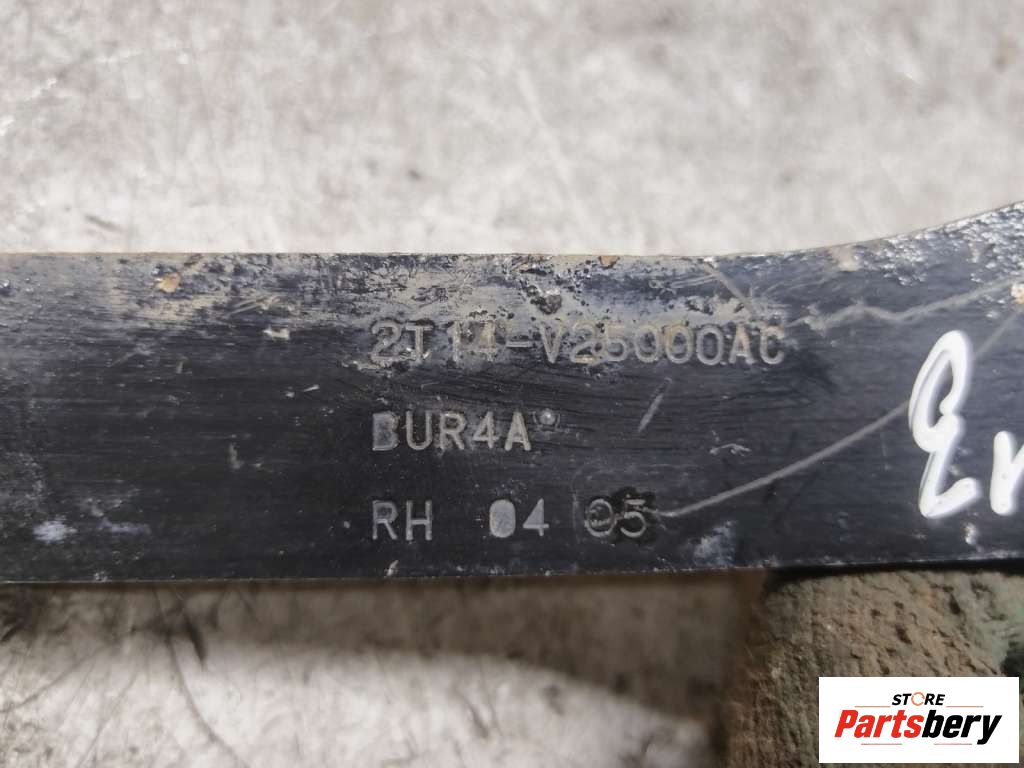 2T14-V25000AC
BUR4A
RH 04 05
STORE
Partsbery